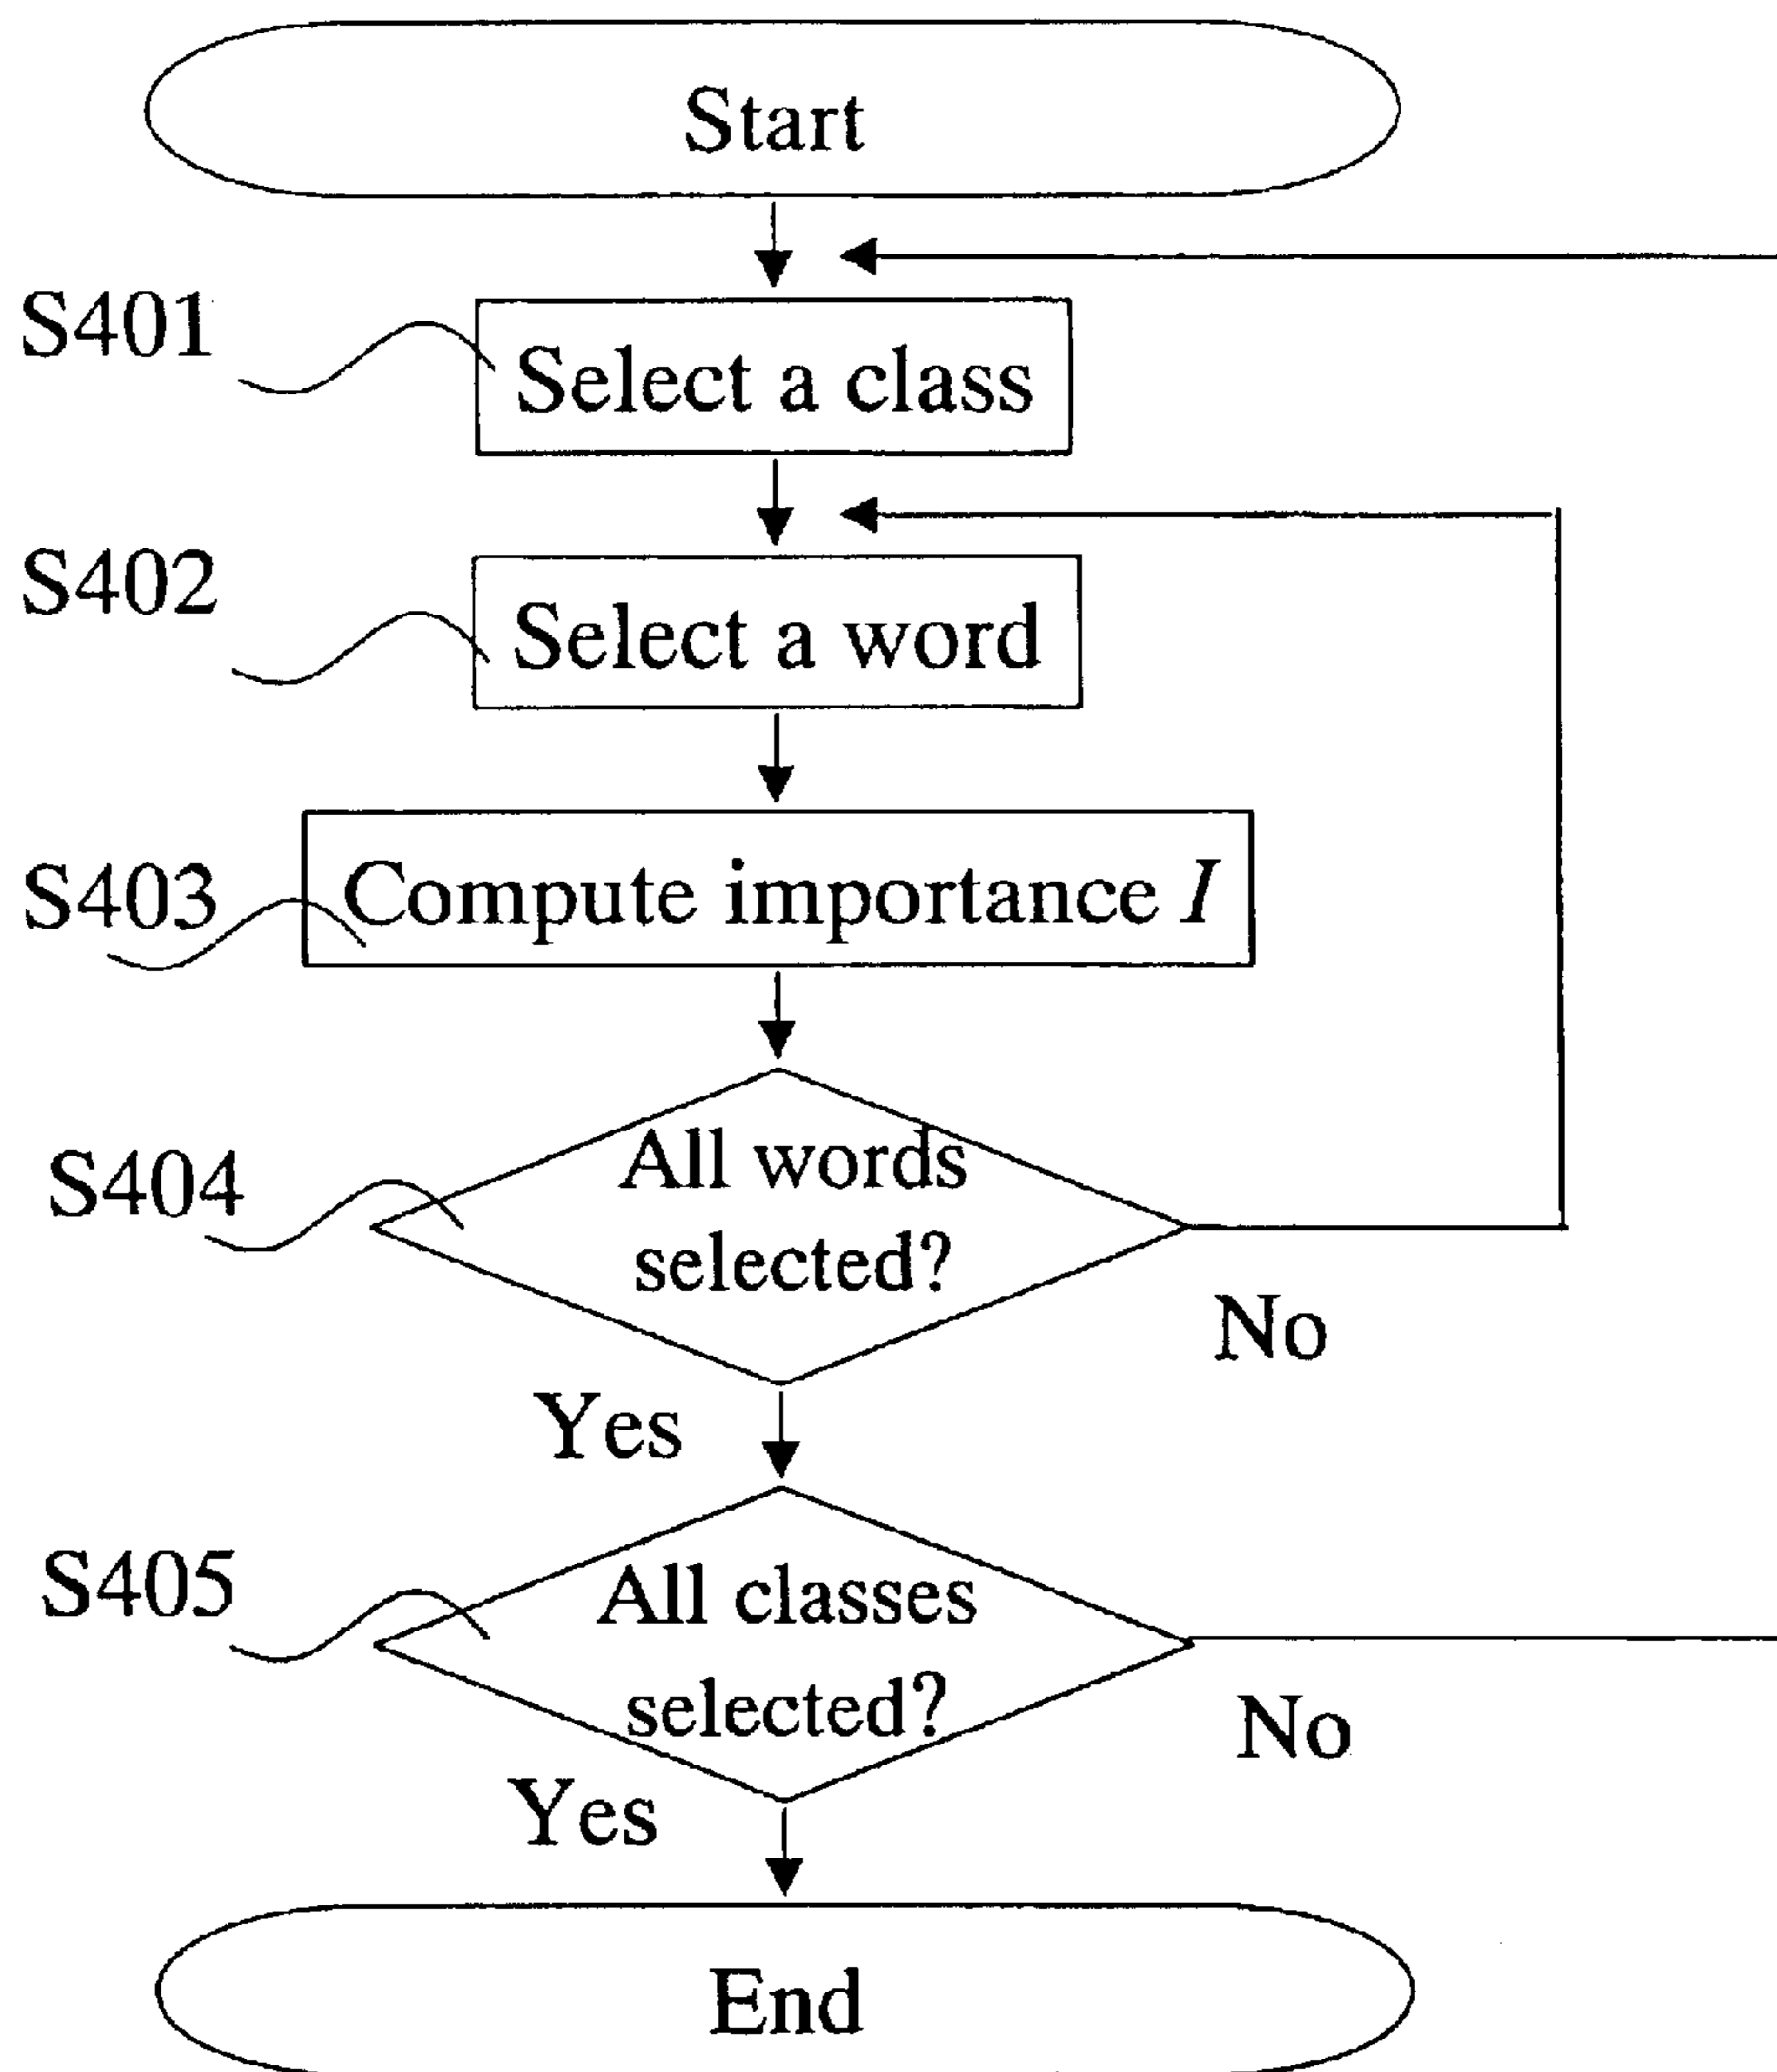 Start
S401
Select a class
S402
Select a word
S403
Compute importance I
S404
All words
selected?
No
Yes
S405
All classes
selected?
No
Yes
End